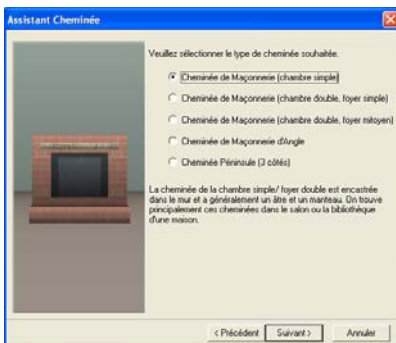 Assistant Cheminée
Veuillez sélectionner le type de cheminée souhaitée.
Cheminée de Maçonnerie (chambre simple)
Cheminée de Maçonnerie (chambre double, foyer simple)
Cheminée de Maçonnerie (chambre double, foyer mitoyen)
Cheminée de Maçonnerie d'Angle
Cheminée Péninsule (3 côtés)
La cheminée de la chambre simple/ foyer double est encastrée
dans le mur et a généralement un âtre et un manteau. On trouve
principalement ces cheminées dans le salon ou la bibliothèque
d'une maison.
< Précédent
Suivant >
Annuler